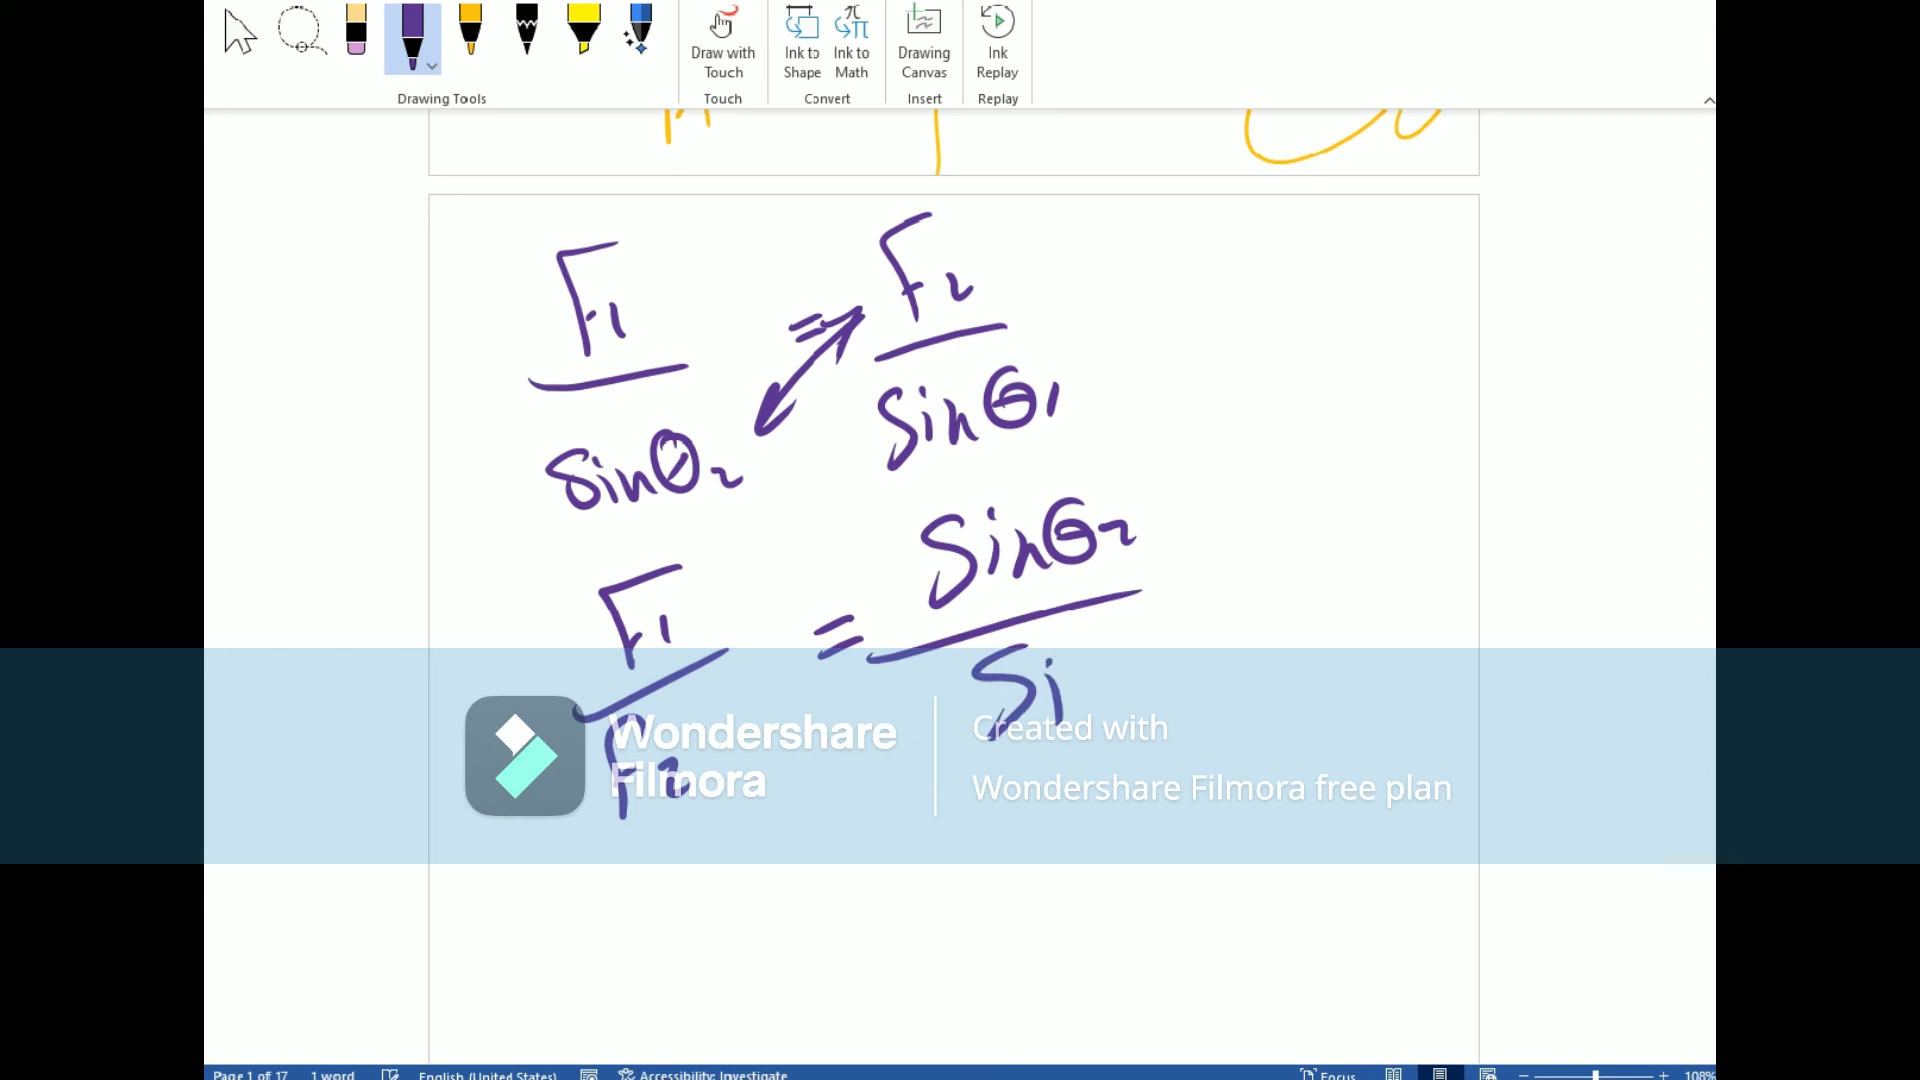 Draw with Touch
Ink to Shape
Ink to Math
Drawing Canvas
Ink Replay
Drawing Tools
Touch
Convert
Insert
Replay
F1 = F2
sinθ2 sinθ1
F1 = Sinθ2
F2 Si
Wondershare Filmora
Created with
Wondershare Filmora free plan
Page 1 of 17 1 word English (United States) Accessibility: Investigate Focus 108%